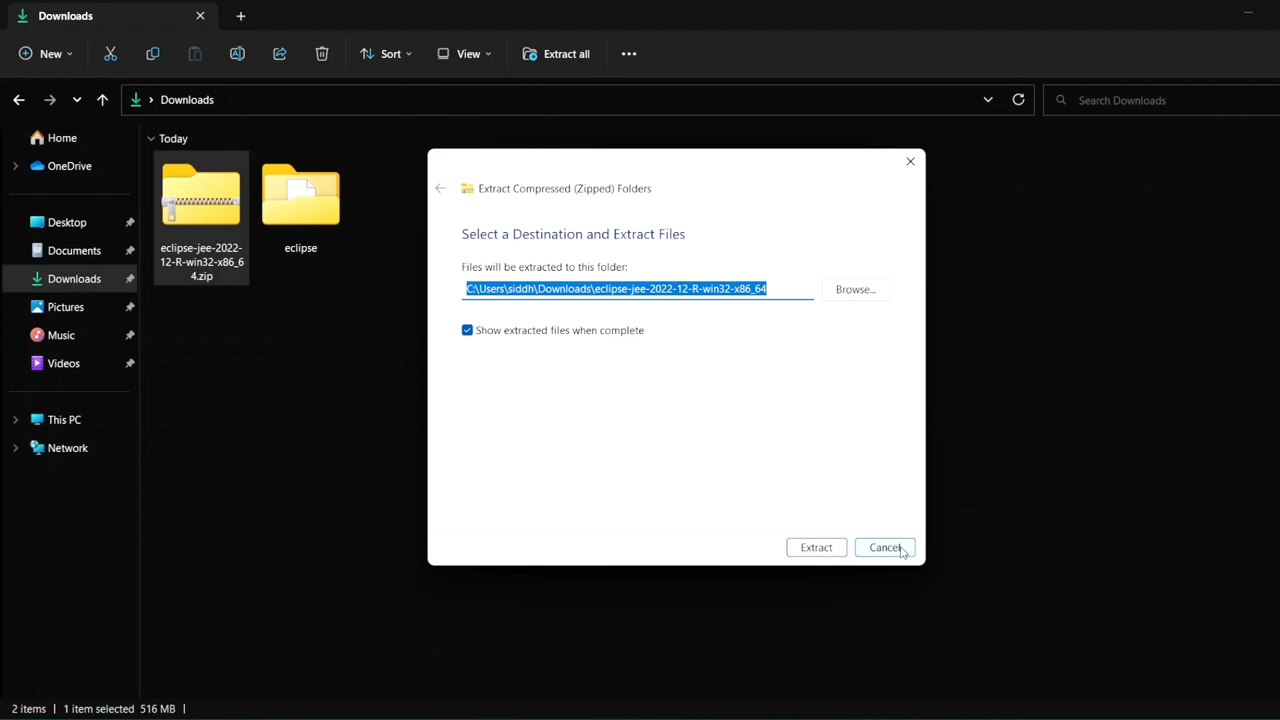 Downloads
New
Sort
View
Extract all
Downloads
Search Downloads
Home
OneDrive
Desktop
Documents
Downloads
Pictures
Music
Videos
This PC
Network
Today
eclipse-jee-2022-
12-R-win32-x86_6
4.zip
eclipse
Extract Compressed (Zipped) Folders
Select a Destination and Extract Files
Files will be extracted to this folder:
C:\Users\siddh\Downloads\eclipse-jee-2022-12-R-win32-x86_64
Browse...
Show extracted files when complete
Extract
Cancel
2 items
1 item selected 516 MB